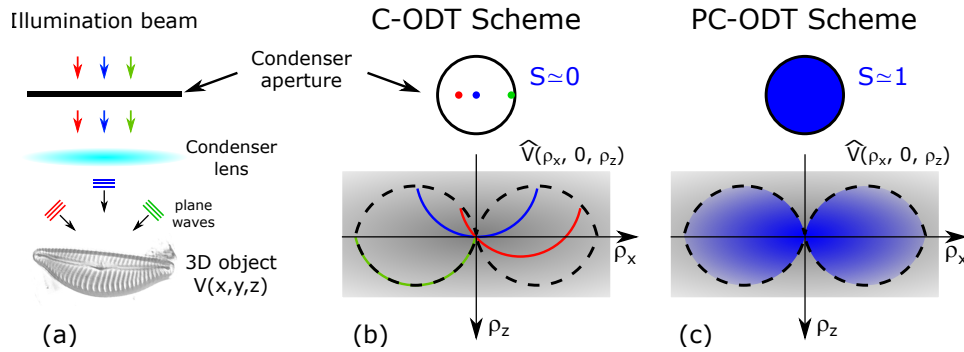 Illumination beam
Condenser
aperture
Condenser
lens
plane
waves
3D object
V(x,y,z)
(a)
C-ODT Scheme
S≃0
V̂(ρx, 0, ρz)
ρx
ρz
(b)
PC-ODT Scheme
S≃1
V̂(ρx, 0, ρz)
ρx
ρz
(c)